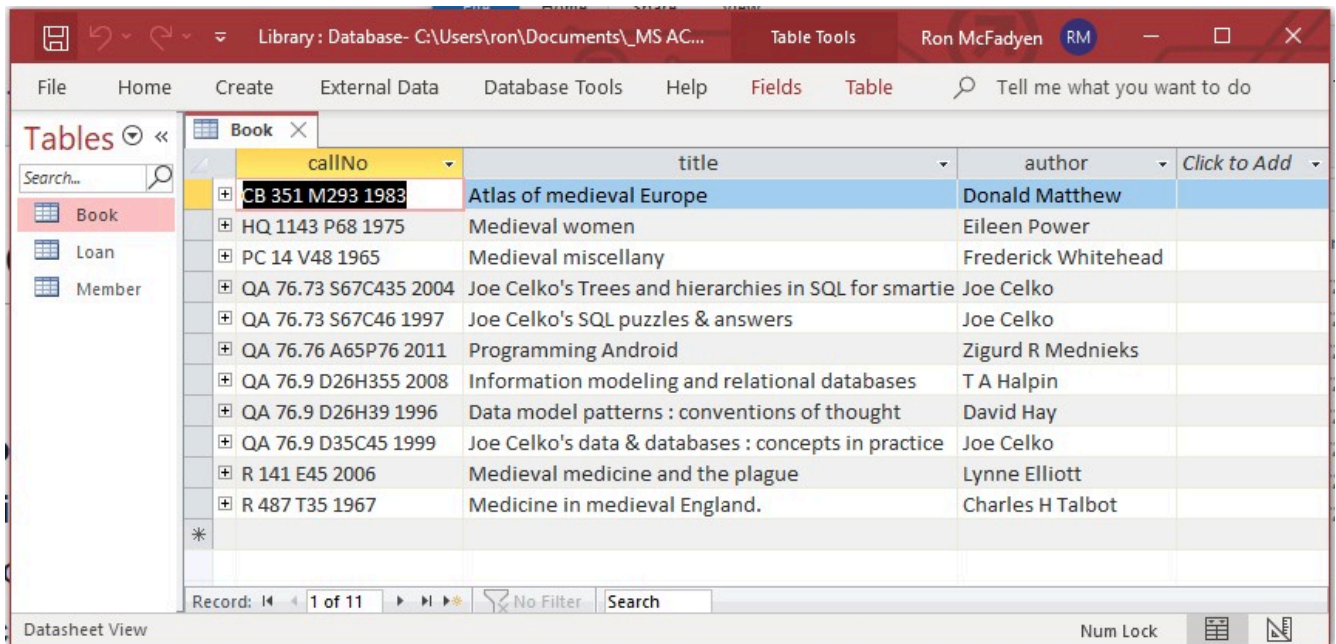 Library : Database- C:\Users\ron\Documents\_MS AC... Table Tools Ron McFadyen RM
File Home Create External Data Database Tools Help Fields Table Tell me what you want to do
Tables
Search...
Book
Loan
Member
Book
callNo title author Click to Add
CB 351 M293 1983 Atlas of medieval Europe Donald Matthew
HQ 1143 P68 1975 Medieval women Eileen Power
PC 14 V48 1965 Medieval miscellany Frederick Whitehead
QA 76.73 S67C435 2004 Joe Celko's Trees and hierarchies in SQL for smartie Joe Celko
QA 76.73 S67C46 1997 Joe Celko's SQL puzzles & answers Joe Celko
QA 76.76 A65P76 2011 Programming Android Zigurd R Mednieks
QA 76.9 D26H355 2008 Information modeling and relational databases T A Halpin
QA 76.9 D26H39 1996 Data model patterns : conventions of thought David Hay
QA 76.9 D35C45 1999 Joe Celko's data & databases : concepts in practice Joe Celko
R 141 E45 2006 Medieval medicine and the plague Lynne Elliott
R 487 T35 1967 Medicine in medieval England. Charles H Talbot
Record: 1 of 11 No Filter Search
Datasheet View Num Lock